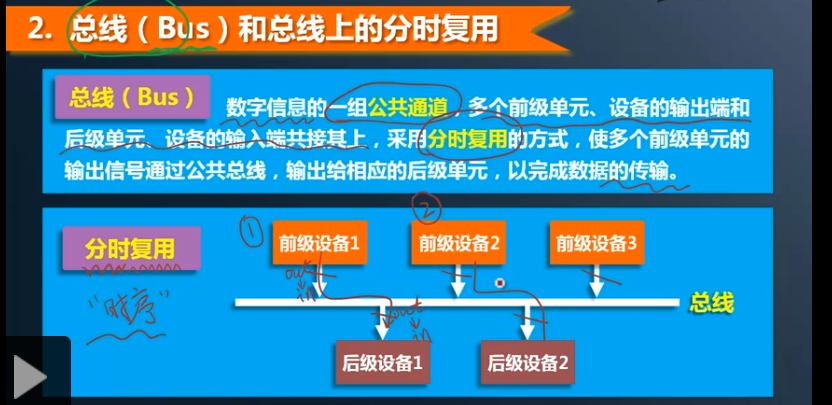 2. 总线（Bus）和总线上的分时复用
总线（Bus）
数字信息的一组公共通道，多个前级单元、设备的输出端和
后级单元、设备的输入端共接其上，采用分时复用的方式，使多个前级单元的
输出信号通过公共总线，输出给相应的后级单元，以完成数据的传输。
分时复用
“时序”
① ②
前级设备1 前级设备2 前级设备3
out
in
总线
out
in
后级设备1 后级设备2